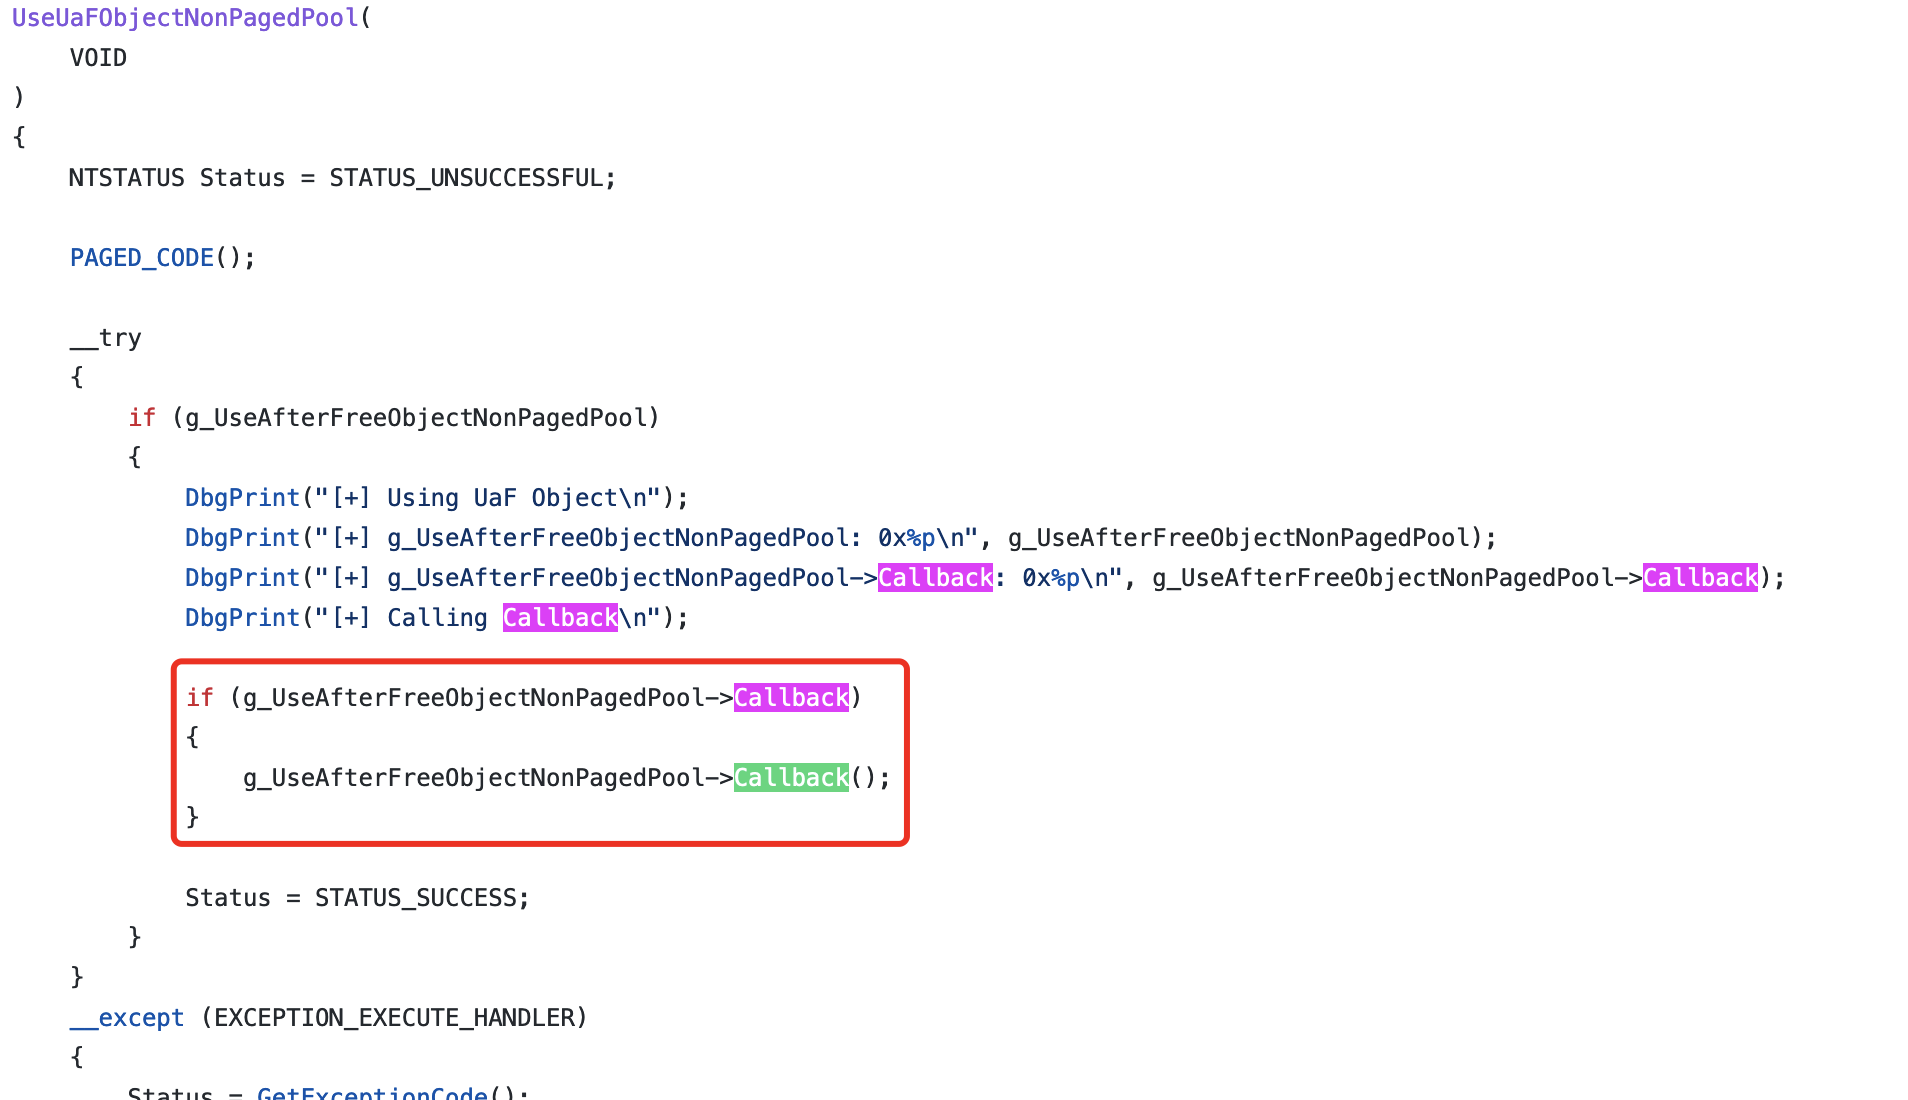 UseUaFObjectNonPagedPool(
    VOID
)
{
    NTSTATUS Status = STATUS_UNSUCCESSFUL;

    PAGED_CODE();

    __try
    {
        if (g_UseAfterFreeObjectNonPagedPool)
        {
            DbgPrint("[+] Using UaF Object\n");
            DbgPrint("[+] g_UseAfterFreeObjectNonPagedPool: 0x%p\n", g_UseAfterFreeObjectNonPagedPool);
            DbgPrint("[+] g_UseAfterFreeObjectNonPagedPool->Callback: 0x%p\n", g_UseAfterFreeObjectNonPagedPool->Callback);
            DbgPrint("[+] Calling Callback\n");

            if (g_UseAfterFreeObjectNonPagedPool->Callback)
            {
                g_UseAfterFreeObjectNonPagedPool->Callback();
            }

            Status = STATUS_SUCCESS;
        }
    }
    __except (EXCEPTION_EXECUTE_HANDLER)
    {
        Status = GetExceptionCode();